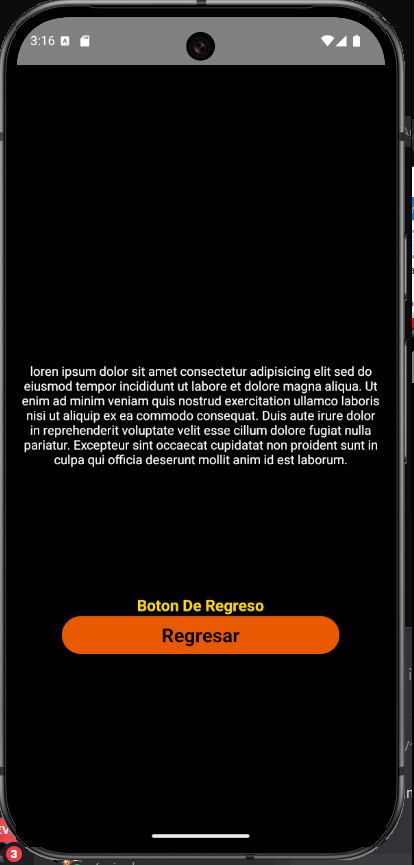 3:16
loren ipsum dolor sit amet consectetur adipisicing elit sed do
eiusmod tempor incididunt ut labore et dolore magna aliqua. Ut
enim ad minim veniam quis nostrud exercitation ullamco laboris
nisi ut aliquip ex ea commodo consequat. Duis aute irure dolor
in reprehenderit voluptate velit esse cillum dolore fugiat nulla
pariatur. Excepteur sint occaecat cupidatat non proident sunt in
culpa qui officia deserunt mollit anim id est laborum.
Boton De Regreso
Regresar
3